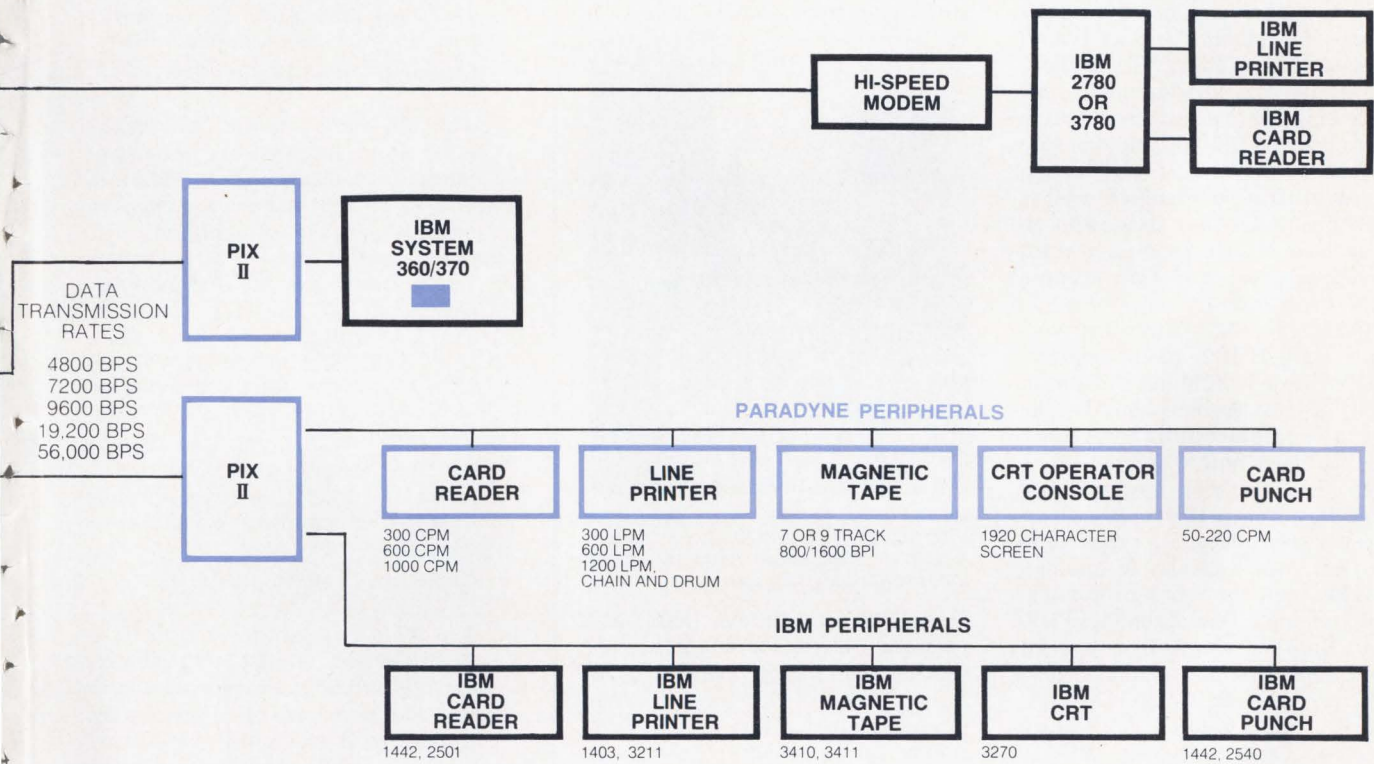 HI-SPEED
MODEM
IBM
2780
OR
3780
IBM
LINE
PRINTER
IBM
CARD
READER
PIX
II
IBM
SYSTEM
360/370
DATA
TRANSMISSION
RATES
4800 BPS
7200 BPS
9600 BPS
19,200 BPS
56,000 BPS
PIX
II
PARADYNE PERIPHERALS
CARD
READER
300 CPM
600 CPM
1000 CPM
LINE
PRINTER
300 LPM
600 LPM
1200 LPM,
CHAIN AND DRUM
MAGNETIC
TAPE
7 OR 9 TRACK
800/1600 BPI
CRT OPERATOR
CONSOLE
1920 CHARACTER
SCREEN
CARD
PUNCH
50-220 CPM
IBM PERIPHERALS
IBM
CARD
READER
1442, 2501
IBM
LINE
PRINTER
1403, 3211
IBM
MAGNETIC
TAPE
3410, 3411
IBM
CRT
3270
IBM
CARD
PUNCH
1442, 2540